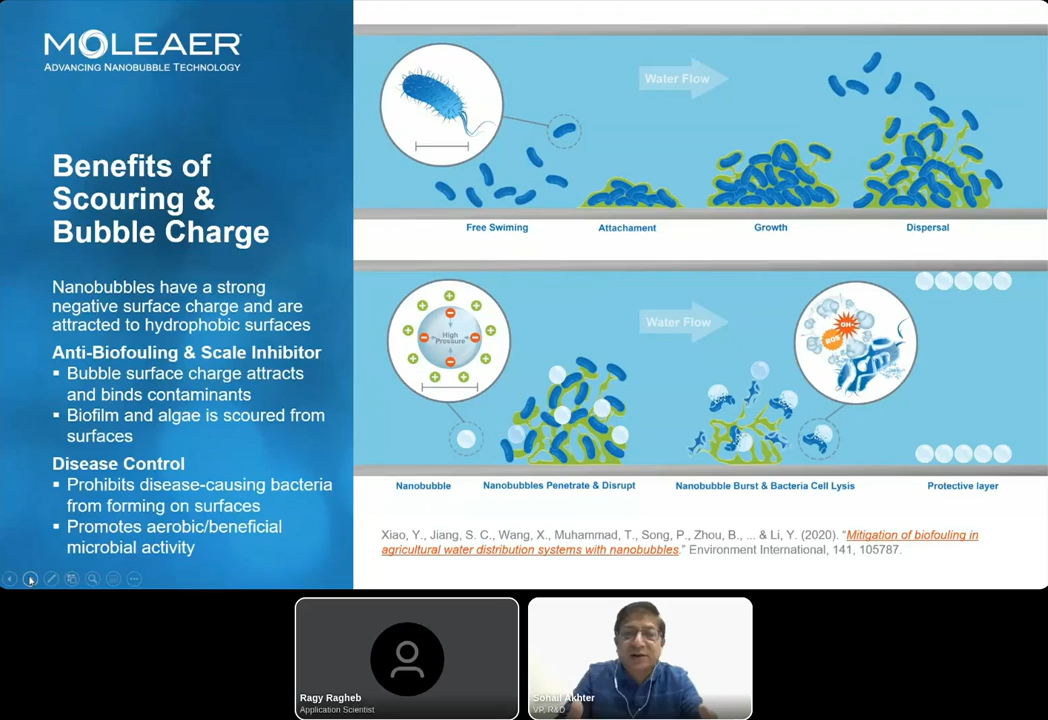 MOLEAER
ADVANCING NANOBUBBLE TECHNOLOGY
Benefits of
Scouring &
Bubble Charge
Nanobubbles have a strong
negative surface charge and are
attracted to hydrophobic surfaces
Anti-Biofouling & Scale Inhibitor
▪ Bubble surface charge attracts
and binds contaminants
▪ Biofilm and algae is scoured from
surfaces
Disease Control
▪ Prohibits disease-causing bacteria
from forming on surfaces
▪ Promotes aerobic/beneficial
microbial activity
Water Flow
Free Swiming
Attachament
Growth
Dispersal
High
Pressure
Water Flow
OH•
ROS
Nanobubble
Nanobubbles Penetrate & Disrupt
Nanobubble Burst & Bacteria Cell Lysis
Protective layer
Xiao, Y., Jiang, S. C., Wang, X., Muhammad, T., Song, P., Zhou, B., ... & Li, Y. (2020). “Mitigation of biofouling in
agricultural water distribution systems with nanobubbles.” Environment International, 141, 105787.
Ragy Ragheb
Application Scientist
Sohail Akhter
VP, R&D